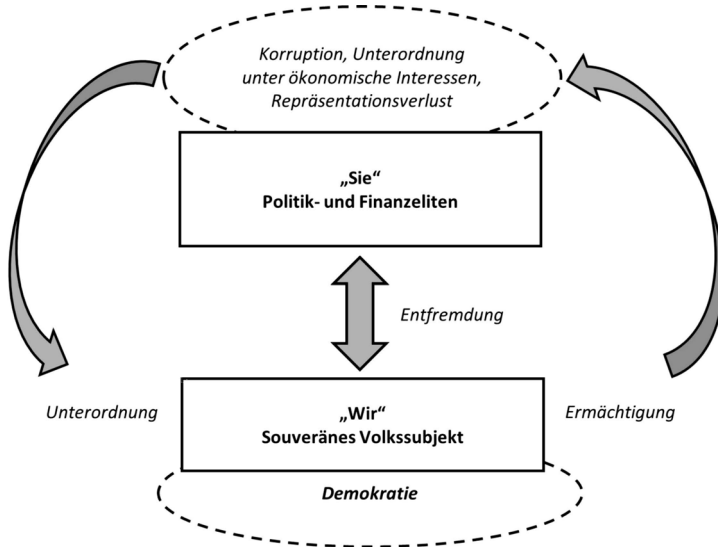 Korruption, Unterordnung
unter ökonomische Interessen,
Repräsentationsverlust
„Sie“
Politik- und Finanzeliten
Entfremdung
Unterordnung
„Wir“
Souveränes Volkssubjekt
Ermächtigung
Demokratie